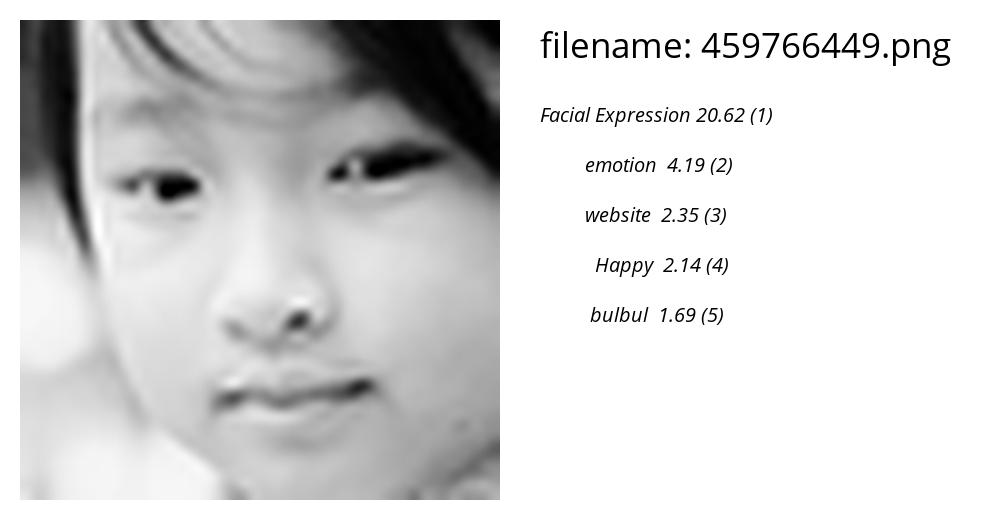 filename: 459766449.png
Facial Expression 20.62 (1)
emotion 4.19 (2)
website 2.35 (3)
Happy 2.14 (4)
bulbul 1.69 (5)